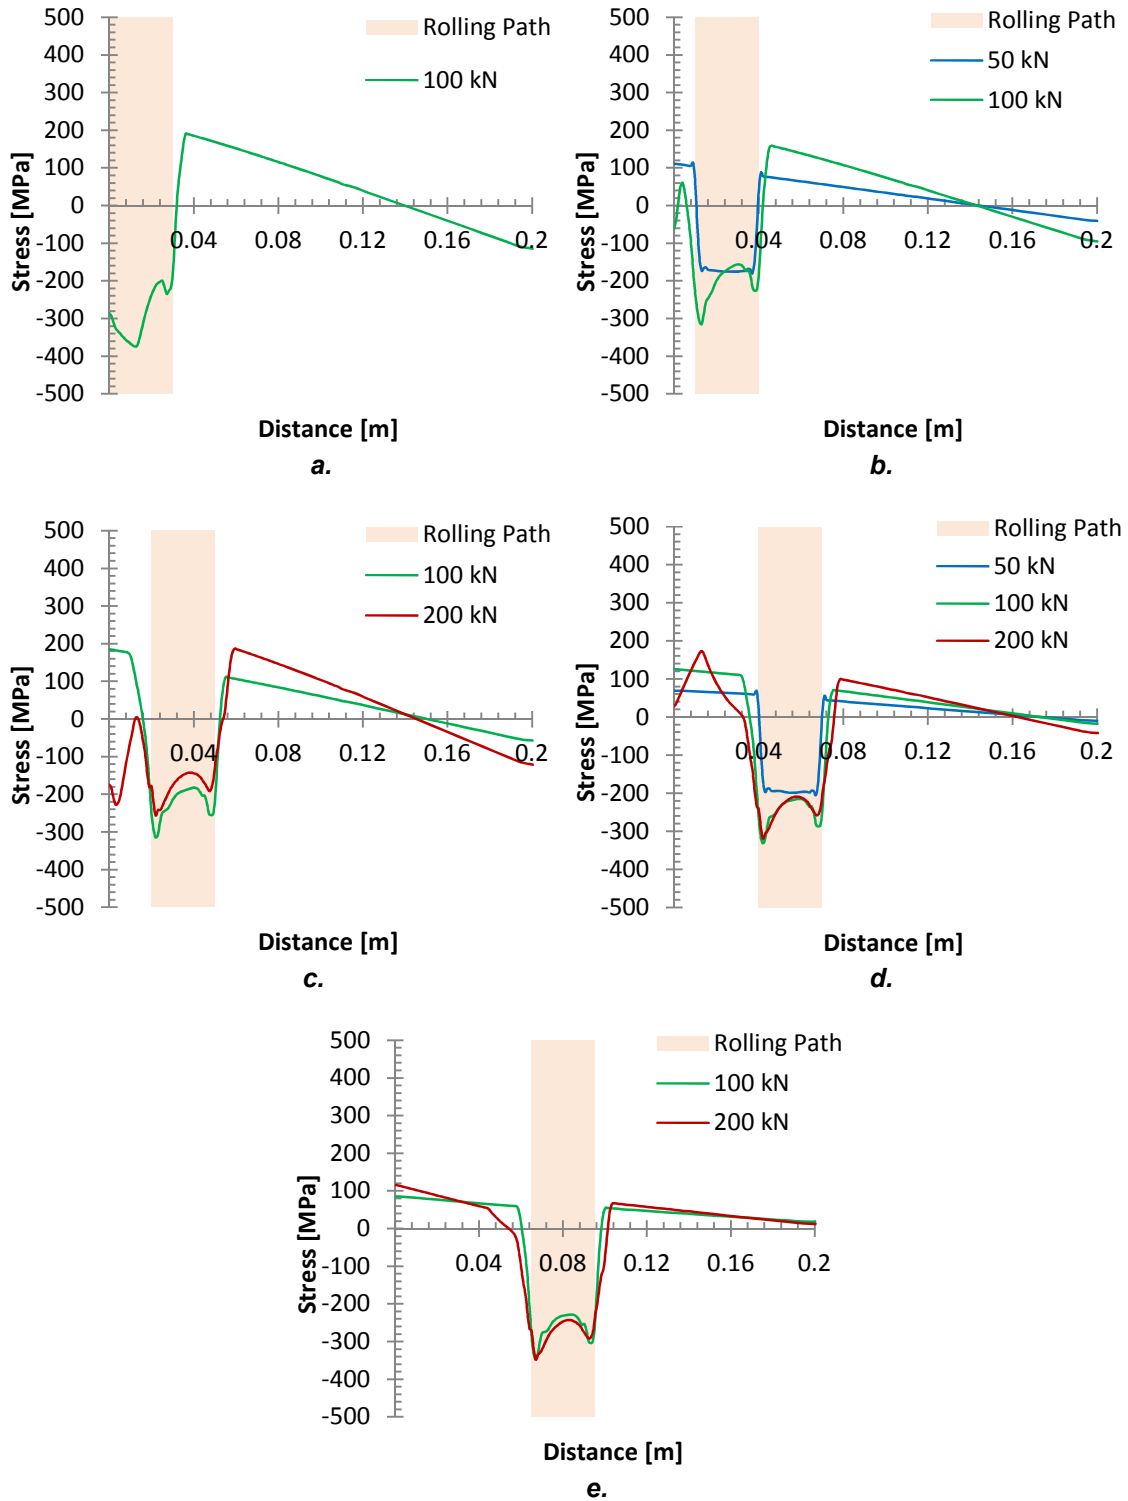 500
400
300
200
100
0
-100
-200
-300
-400
-500
Stress [MPa]
0.04 0.08 0.12 0.16 0.2
Rolling Path
100 kN
Distance [m]
a.
500
400
300
200
100
0
-100
-200
-300
-400
-500
Stress [MPa]
0.04 0.08 0.12 0.16 0.2
Rolling Path
50 kN
100 kN
Distance [m]
b.
500
400
300
200
100
0
-100
-200
-300
-400
-500
Stress [MPa]
0.04 0.08 0.12 0.16 0.2
Rolling Path
100 kN
200 kN
Distance [m]
c.
500
400
300
200
100
0
-100
-200
-300
-400
-500
Stress [MPa]
0.04 0.08 0.12 0.16 0.2
Rolling Path
50 kN
100 kN
200 kN
Distance [m]
d.
500
400
300
200
100
0
-100
-200
-300
-400
-500
Stress [MPa]
0.04 0.08 0.12 0.16 0.2
Rolling Path
100 kN
200 kN
Distance [m]
e.